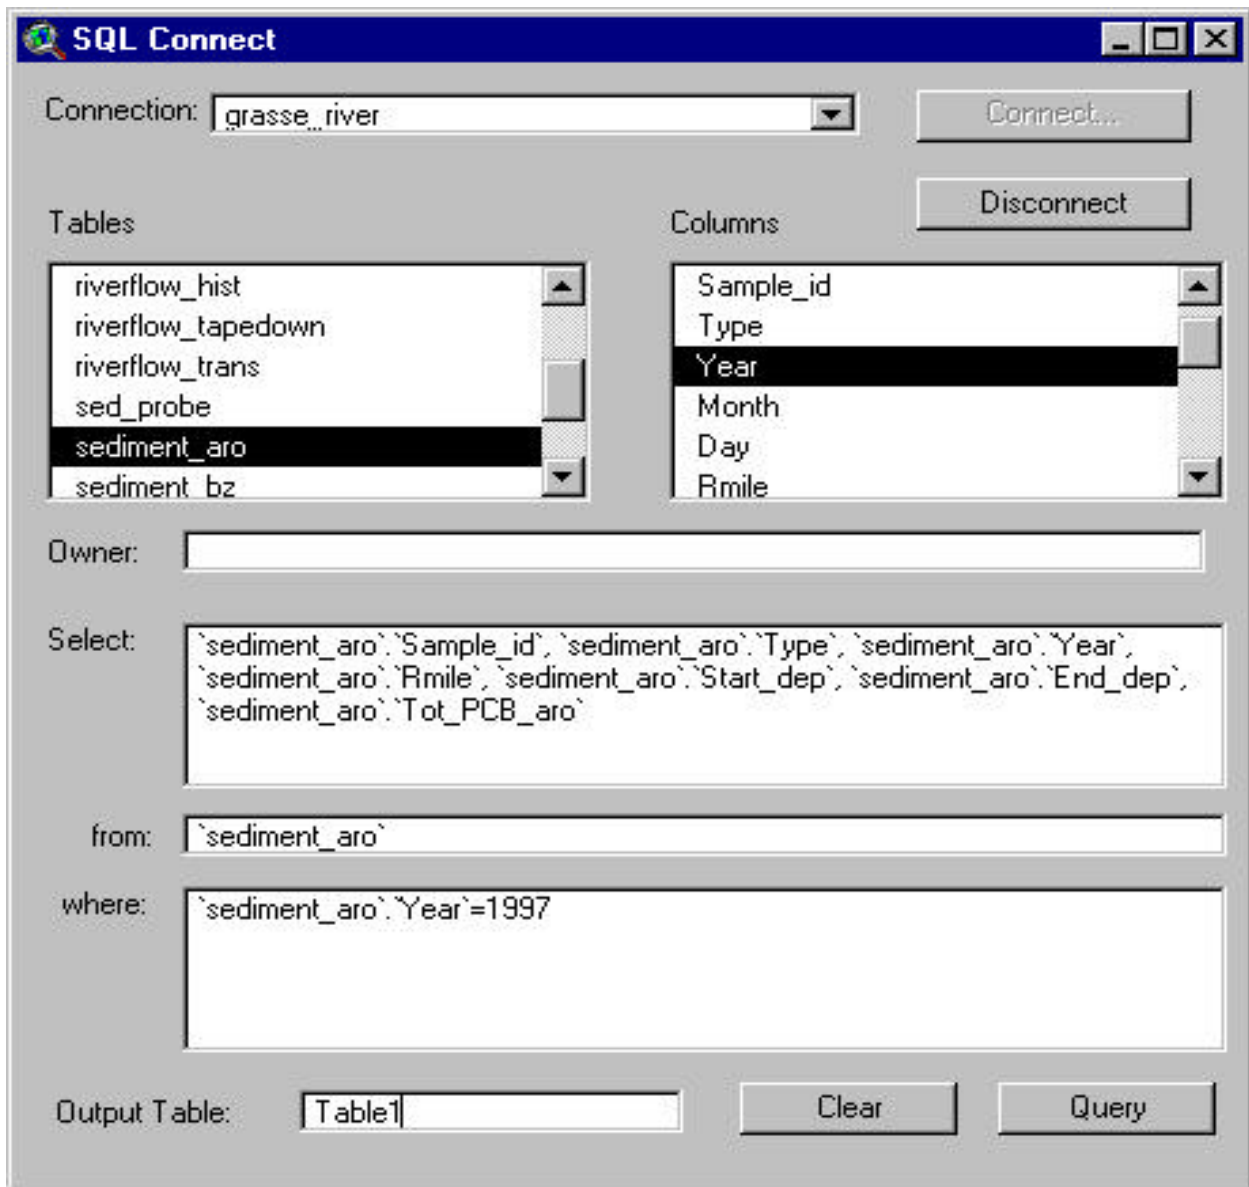 SQL Connect
Connection: grasse_river
Connect...
Disconnect
Tables
riverflow_hist
riverflow_tapedown
riverflow_trans
sed_probe
sediment_aro
sediment_bz
Columns
Sample_id
Type
Year
Month
Day
Rmile
Owner:
Select: `sediment_aro`.`Sample_id`, `sediment_aro`.`Type`, `sediment_aro`.`Year`,
`sediment_aro`.`Rmile`, `sediment_aro`.`Start_dep`, `sediment_aro`.`End_dep`,
`sediment_aro`.`Tot_PCB_aro`
from: `sediment_aro`
where: `sediment_aro`.`Year`=1997
Output Table: Table1
Clear
Query